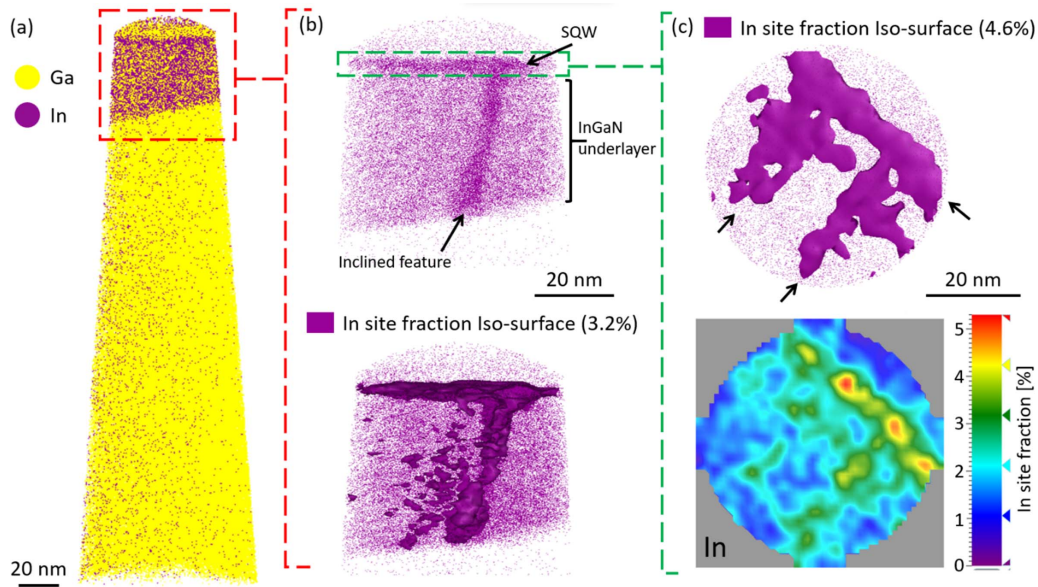 (a)
Ga
In
20 nm
(b)
SQW
InGaN
underlayer
Inclined feature
20 nm
In site fraction Iso-surface (3.2%)
(c)
In site fraction Iso-surface (4.6%)
20 nm
In
5
4
3
2
1
0
In site fraction [%]